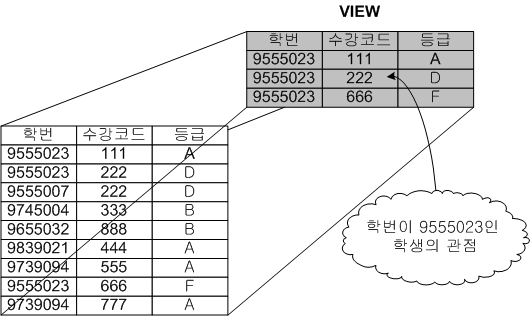 VIEW
학번 수강코드 등급
9555023 111 A
9555023 222 D
9555023 666 F
학번 수강코드 등급
9555023 111 A
9555023 222 D
9555007 222 D
9745004 333 B
9655032 888 B
9839021 444 A
9739094 555 A
9555023 666 F
9739094 777 A
학번이 9555023인
학생의 관점